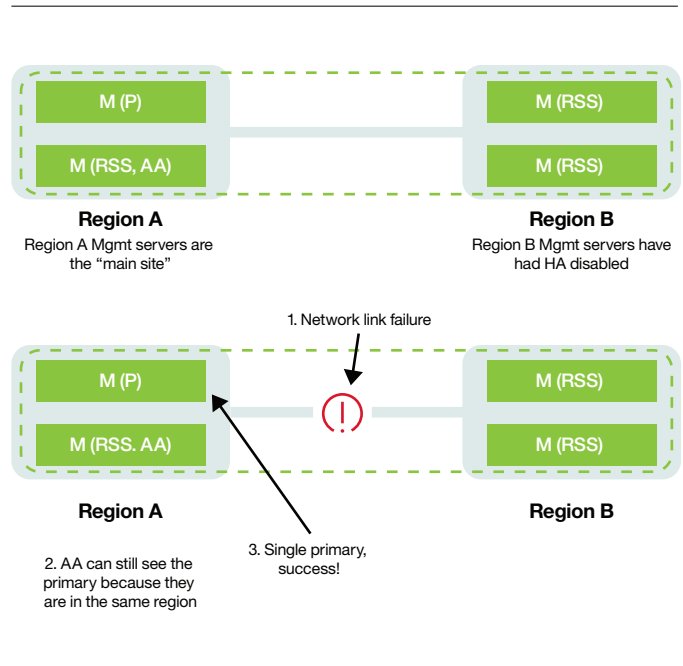 M (P)
M (RSS)
M (RSS, AA)
M (RSS)
Region A
Region A Mgmt servers are
the “main site”
Region B
Region B Mgmt servers have
had HA disabled
1. Network link failure
M (P)
M (RSS)
M (RSS. AA)
M (RSS)
Region A
Region B
2. AA can still see the
primary because they
are in the same region
3. Single primary,
success!